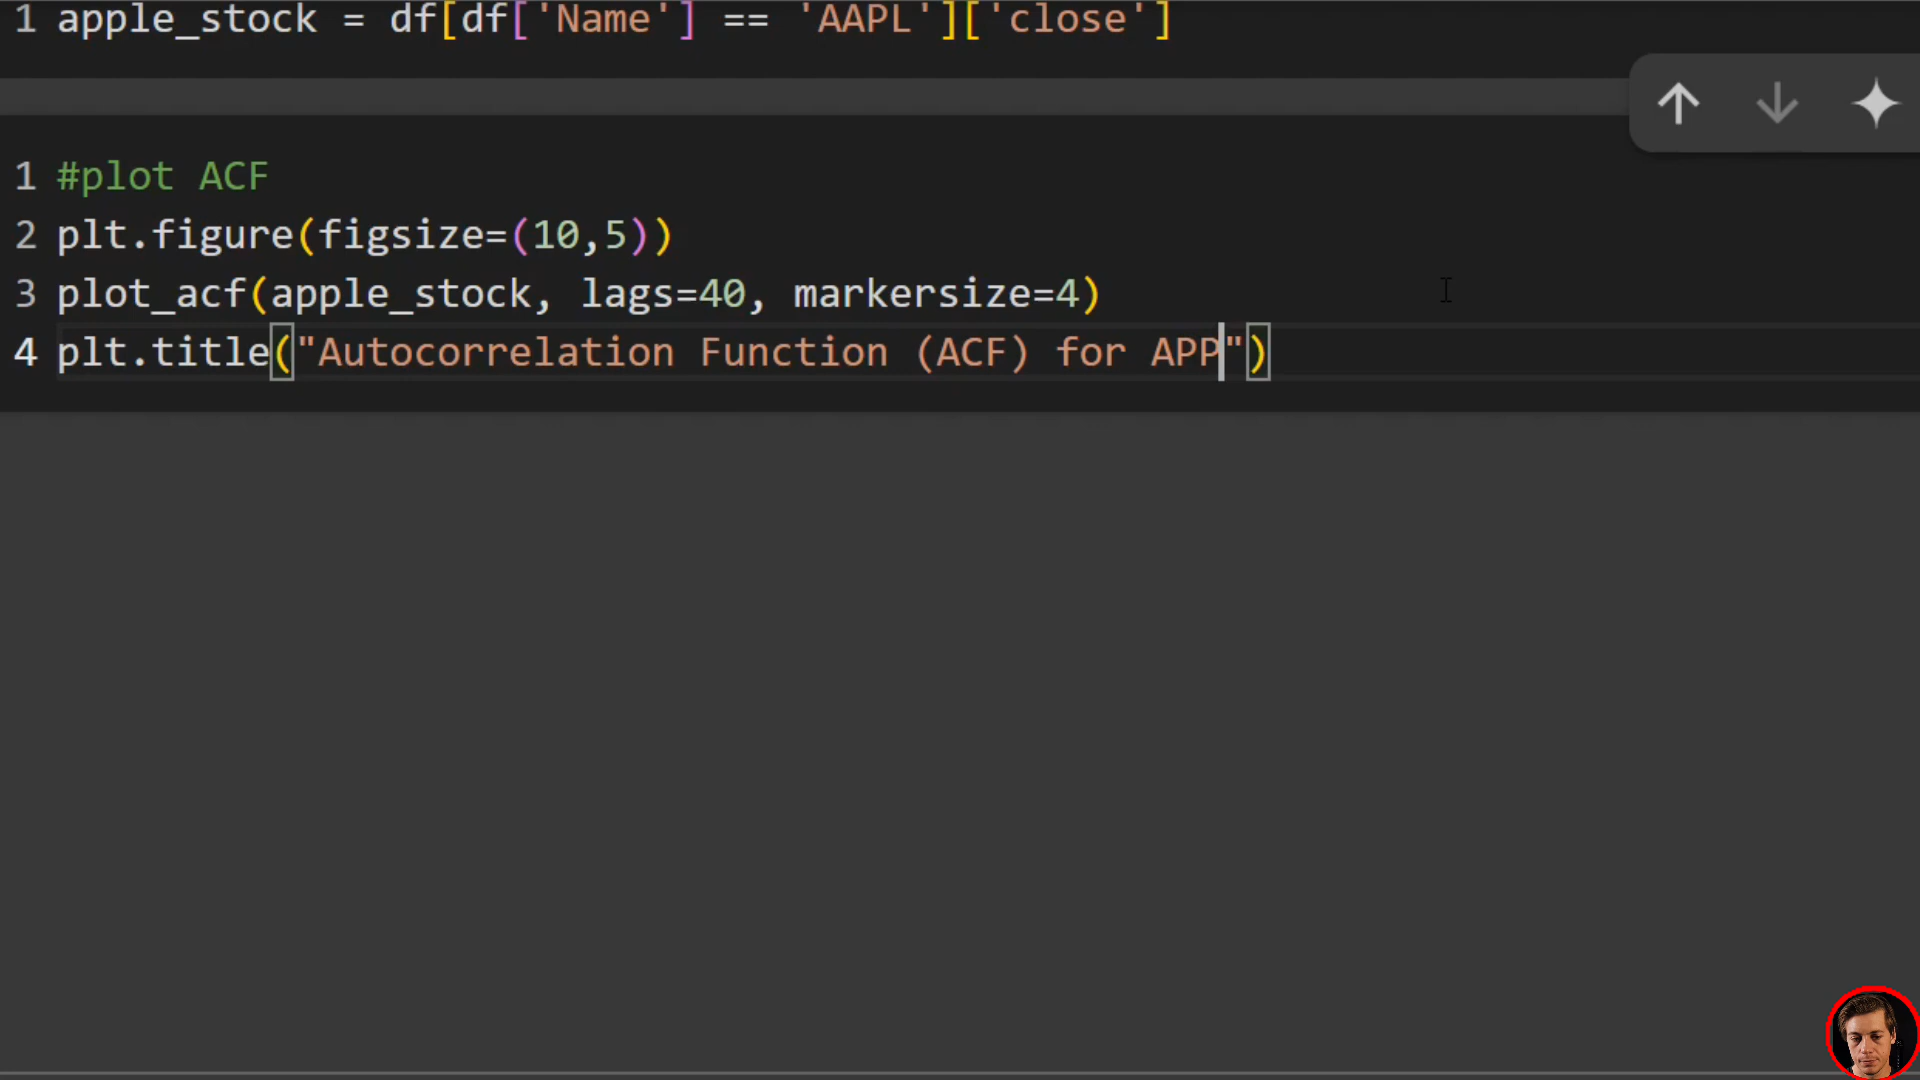 1 apple_stock = df[df['Name'] == 'AAPL']['close']
1 #plot ACF
2 plt.figure(figsize=(10,5))
3 plot_acf(apple_stock, lags=40, markersize=4)
4 plt.title("Autocorrelation Function (ACF) for APP")